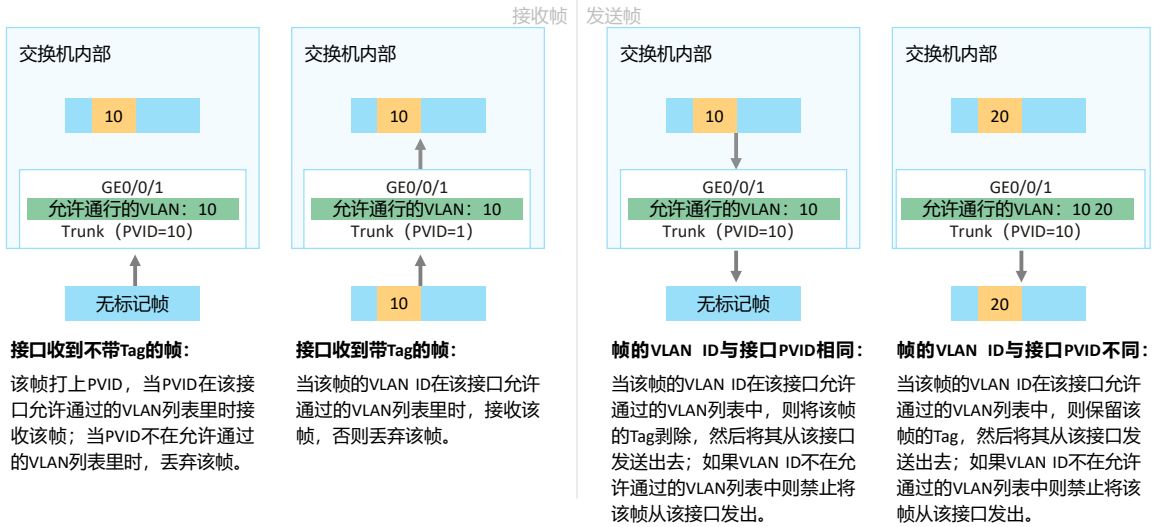 接收帧
发送帧
交换机内部
10
GE0/0/1
允许通行的VLAN：10
Trunk（PVID=10）
无标记帧
接口收到不带Tag的帧：
该帧打上PVID，当PVID在该接
口允许通过的VLAN列表里时接
收该帧；当PVID不在允许通过
的VLAN列表里时，丢弃该帧。
交换机内部
10
GE0/0/1
允许通行的VLAN：10
Trunk（PVID=1）
10
接口收到带Tag的帧：
当该帧的VLAN ID在该接口允许
通过的VLAN列表里时，接收该
帧，否则丢弃该帧。
交换机内部
10
GE0/0/1
允许通行的VLAN：10
Trunk（PVID=10）
无标记帧
帧的VLAN ID与接口PVID相同：
当该帧的VLAN ID在该接口允许
通过的VLAN列表中，则将该帧
的Tag剥除，然后将其从该接口
发送出去；如果VLAN ID不在允
许通过的VLAN列表中则禁止将
该帧从该接口发出。
交换机内部
20
GE0/0/1
允许通行的VLAN：10 20
Trunk（PVID=10）
20
帧的VLAN ID与接口PVID不同：
当该帧的VLAN ID在该接口允许
通过的VLAN列表中，则保留该
帧的Tag，然后将其从该接口发
送出去；如果VLAN ID不在允许
通过的VLAN列表中则禁止将该
帧从该接口发出。